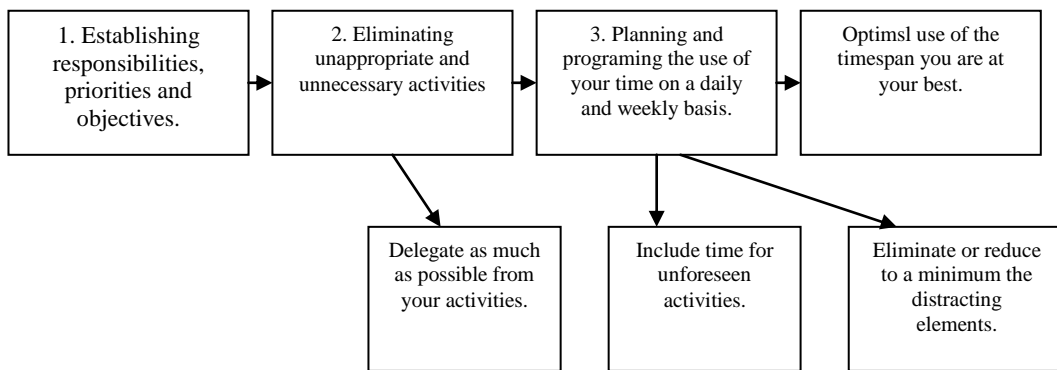 1. Establishing
responsibilities,
priorities and
objectives.
2. Eliminating
unappropriate and
unnecessary activities
3. Planning and
programing the use of
your time on a daily
and weekly basis.
Optimsl use of the
timespan you are at
your best.
Delegate as much
as possible from
your activities.
Include time for
unforeseen
activities.
Eliminate or reduce
to a minimum the
distracting
elements.